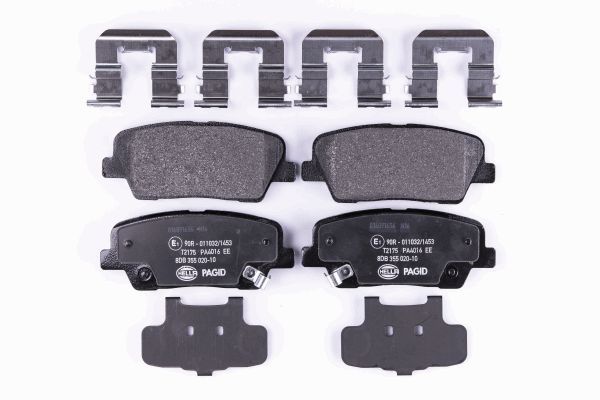 E1 90R - 011032/1453
T2175 PA4016 EE
8DB 355 020-10
HELLA PAGID
E1 90R - 011032/1453
T2175 PA4016 EE
8DB 355 020-10
HELLA PAGID